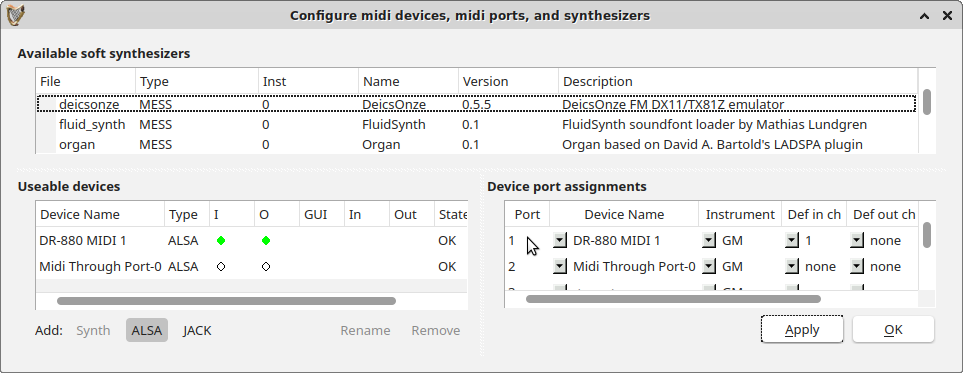 Configure midi devices, midi ports, and synthesizers
Available soft synthesizers
File Type Inst Name Version Description
deicsonze MESS 0 DeicsOnze 0.5.5 DeicsOnze FM DX11/TX81Z emulator
fluid_synth MESS 0 FluidSynth 0.1 FluidSynth soundfont loader by Mathias Lundgren
organ MESS 0 Organ 0.1 Organ based on David A. Bartold's LADSPA plugin
Useable devices
Device Name Type I O GUI In Out State
DR-880 MIDI 1 ALSA OK
Midi Through Port-0 ALSA OK
Add: Synth ALSA JACK Rename Remove
Device port assignments
Port Device Name Instrument Def in ch Def out ch
1 DR-880 MIDI 1 GM 1 none
2 Midi Through Port-0 GM none none
Apply OK